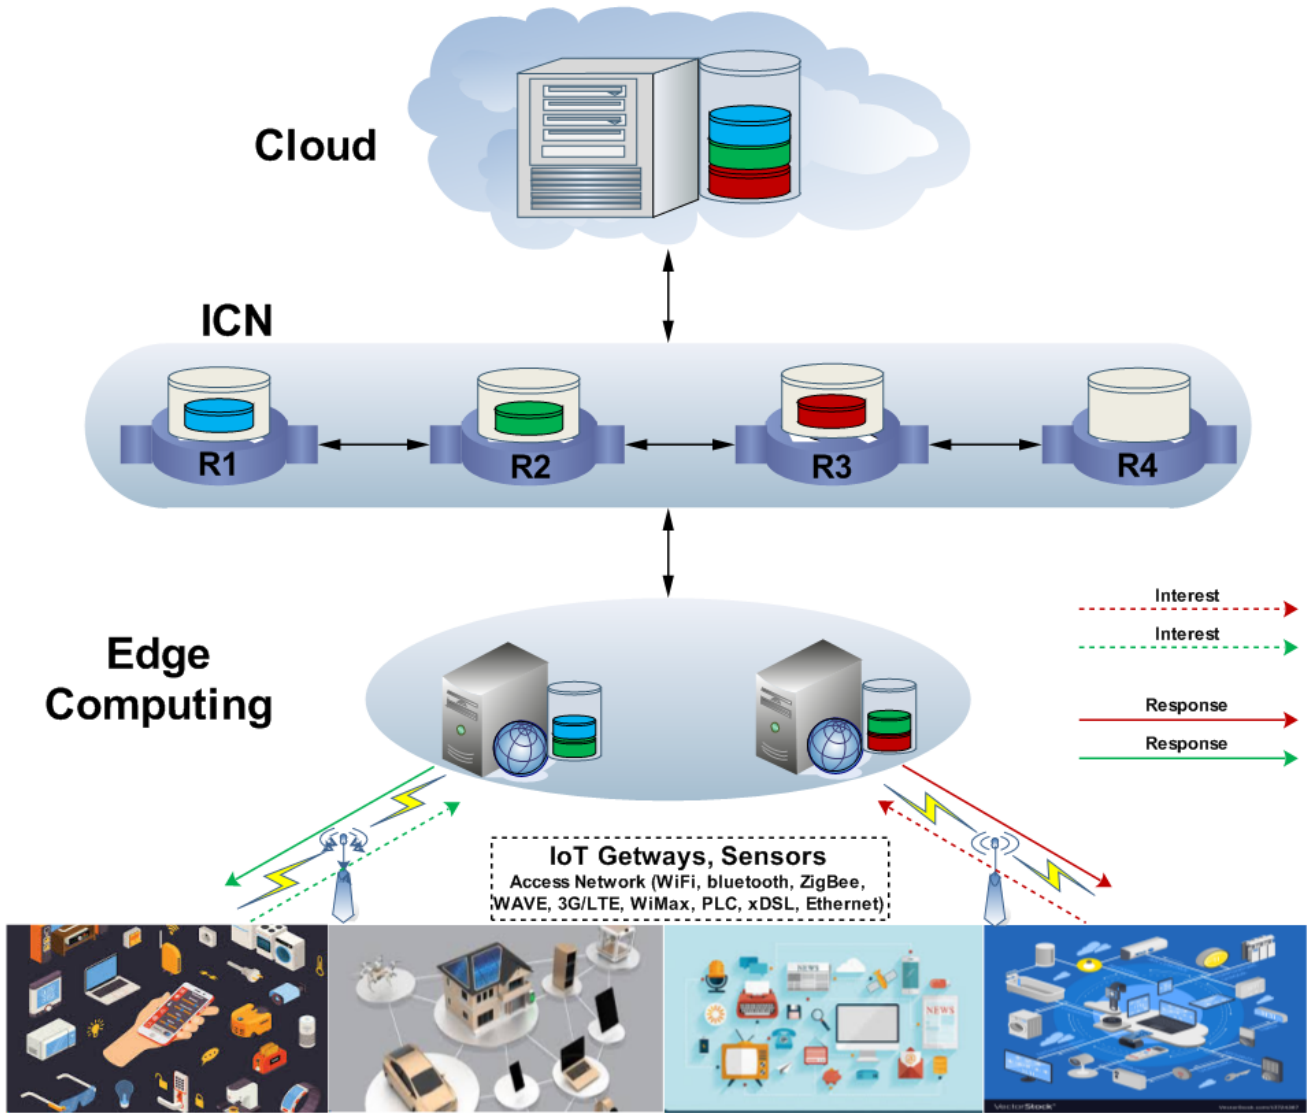 Cloud
ICN
R1
R2
R3
R4
Edge
Computing
Interest
Interest
Response
Response
IoT Getways, Sensors
Access Network (WiFi, bluetooth, ZigBee,
WAVE, 3G/LTE, WiMax, PLC, xDSL, Ethernet)
NEWS
NEWS
VectorStock